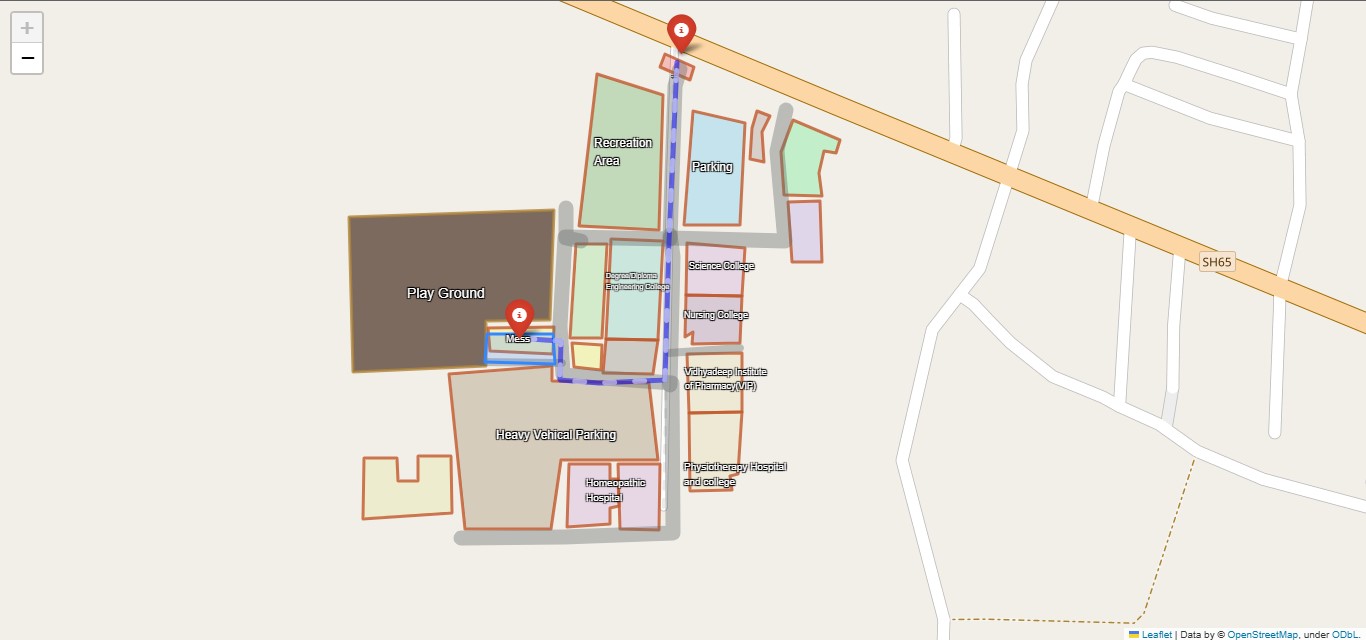 +
−
Recreation
Area
Parking
Play Ground
Degree/Diploma
Engineering College
Science College
Nursing College
Mess
Vidhyadeep Institute
of Pharmacy(VIP)
Heavy Vehical Parking
Physiotherapy Hospital
and college
Homeopathic
Hospital
SH65
Leaflet | Data by © OpenStreetMap, under ODbL.